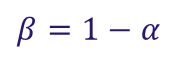 β = 1 − α